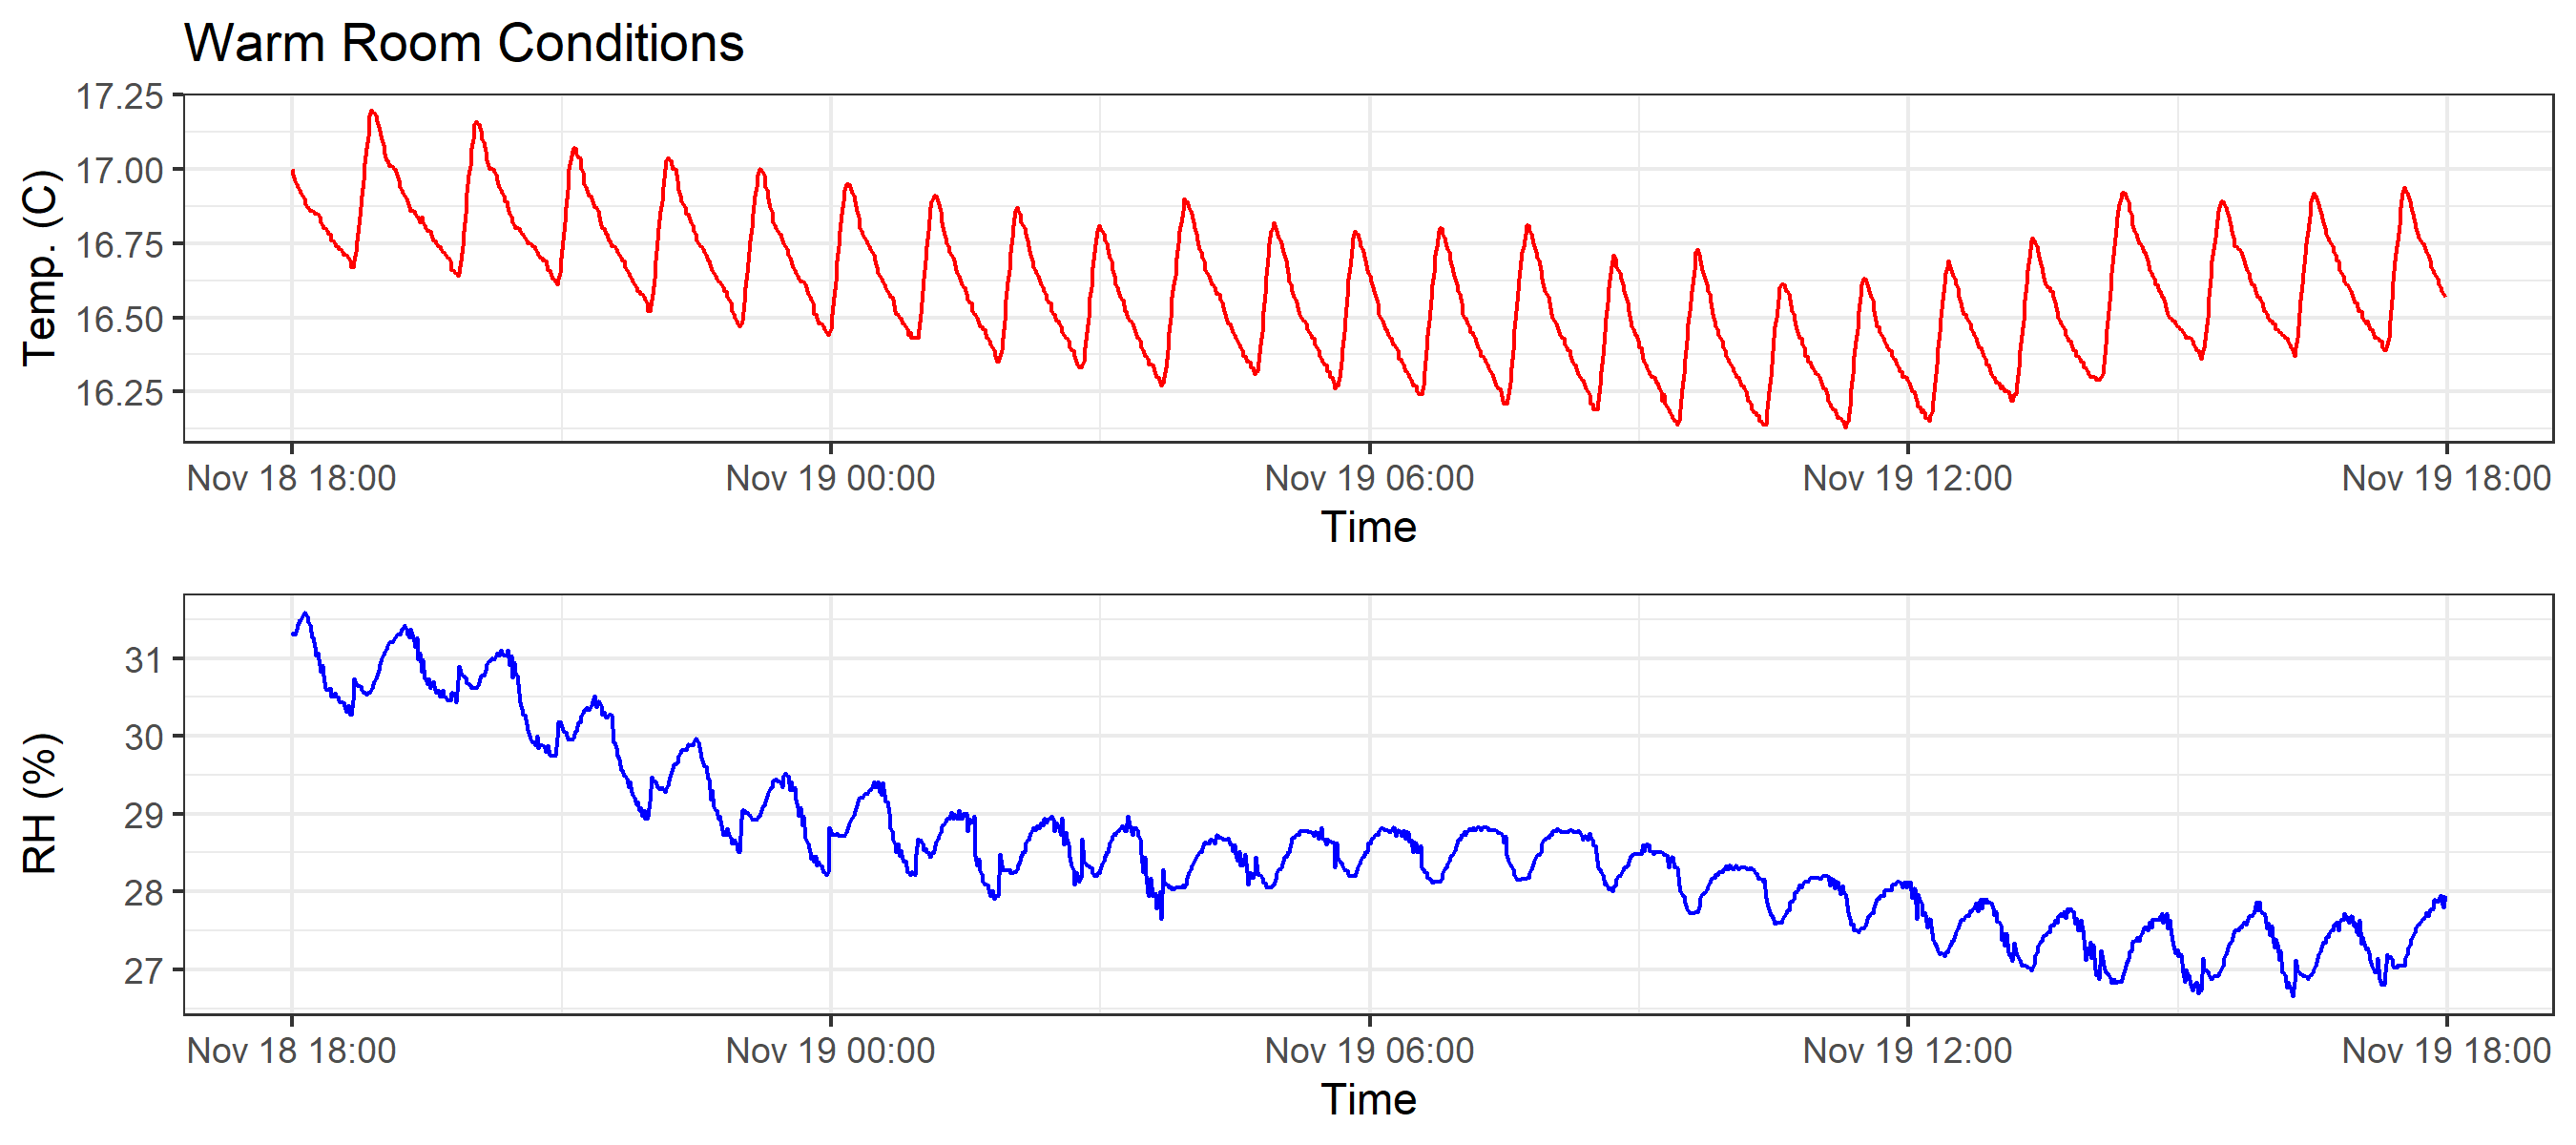 Warm Room Conditions
Temp. (C)
17.25
17.00
16.75
16.50
16.25
Nov 18 18:00 Nov 19 00:00 Nov 19 06:00 Nov 19 12:00 Nov 19 18:00
Time
RH (%)
31
30
29
28
27
Nov 18 18:00 Nov 19 00:00 Nov 19 06:00 Nov 19 12:00 Nov 19 18:00
Time